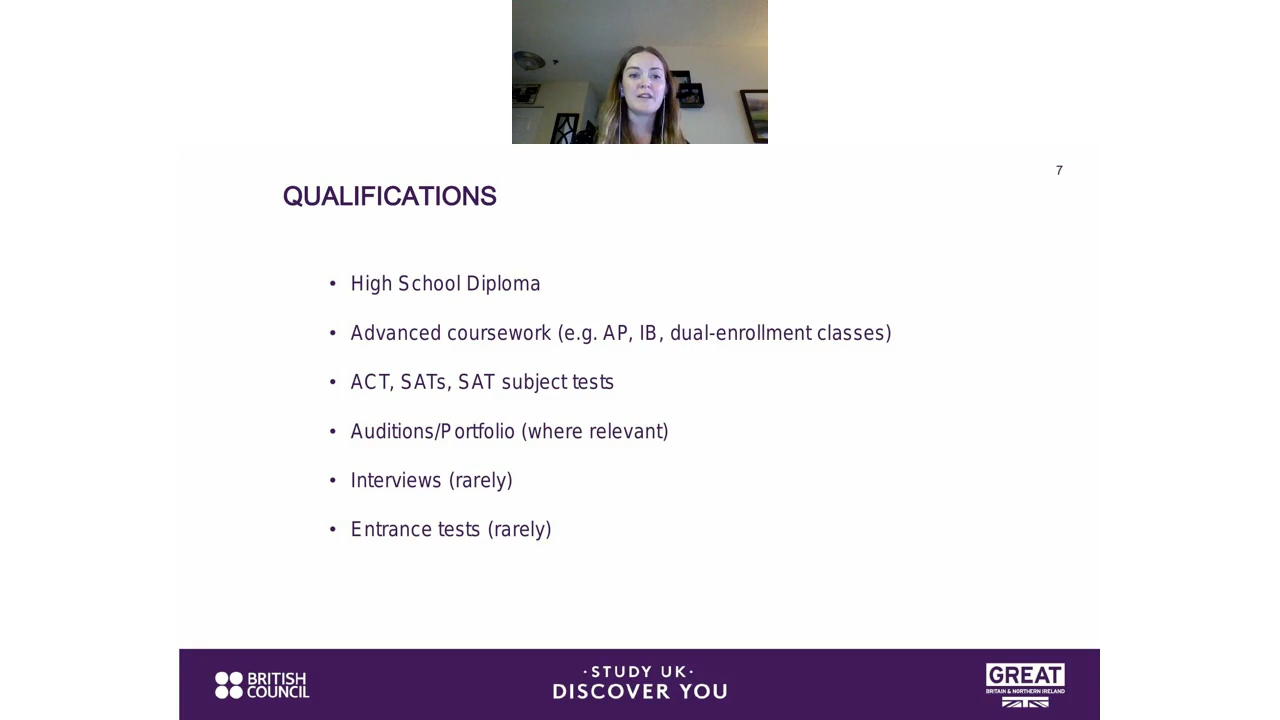 7
QUALIFICATIONS
• High School Diploma
• Advanced coursework (e.g. AP, IB, dual-enrollment classes)
• ACT, SATs, SAT subject tests
• Auditions/Portfolio (where relevant)
• Interviews (rarely)
• Entrance tests (rarely)
BRITISH
COUNCIL
·STUDY UK·
DISCOVER YOU
GREAT
BRITAIN & NORTHERN IRELAND